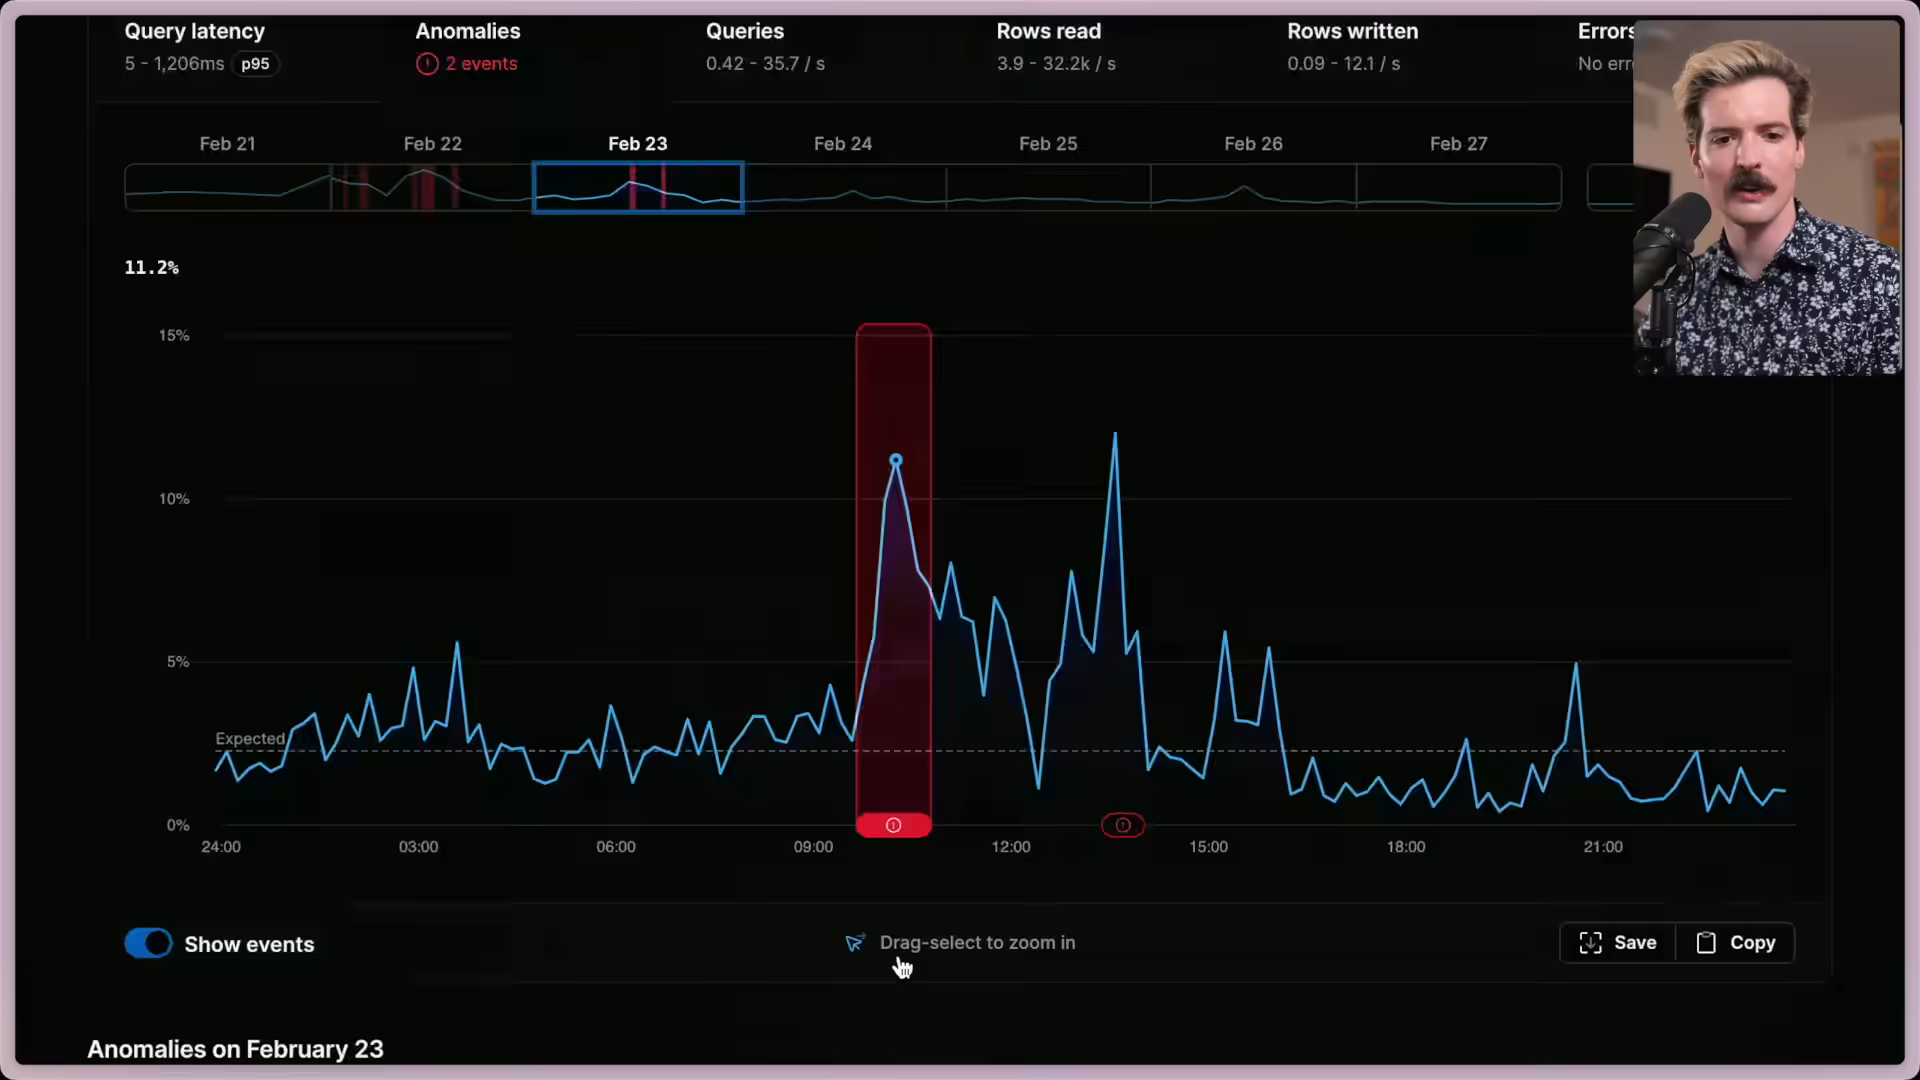 Query latency
5 - 1,206ms p95
Anomalies
2 events
Queries
0.42 - 35.7 / s
Rows read
3.9 - 32.2k / s
Rows written
0.09 - 12.1 / s
Errors
No err
Feb 21 Feb 22 Feb 23 Feb 24 Feb 25 Feb 26 Feb 27
11.2%
15%
10%
5%
Expected
0%
24:00 03:00 06:00 09:00 12:00 15:00 18:00 21:00
Show events
Drag-select to zoom in
Save
Copy
Anomalies on February 23